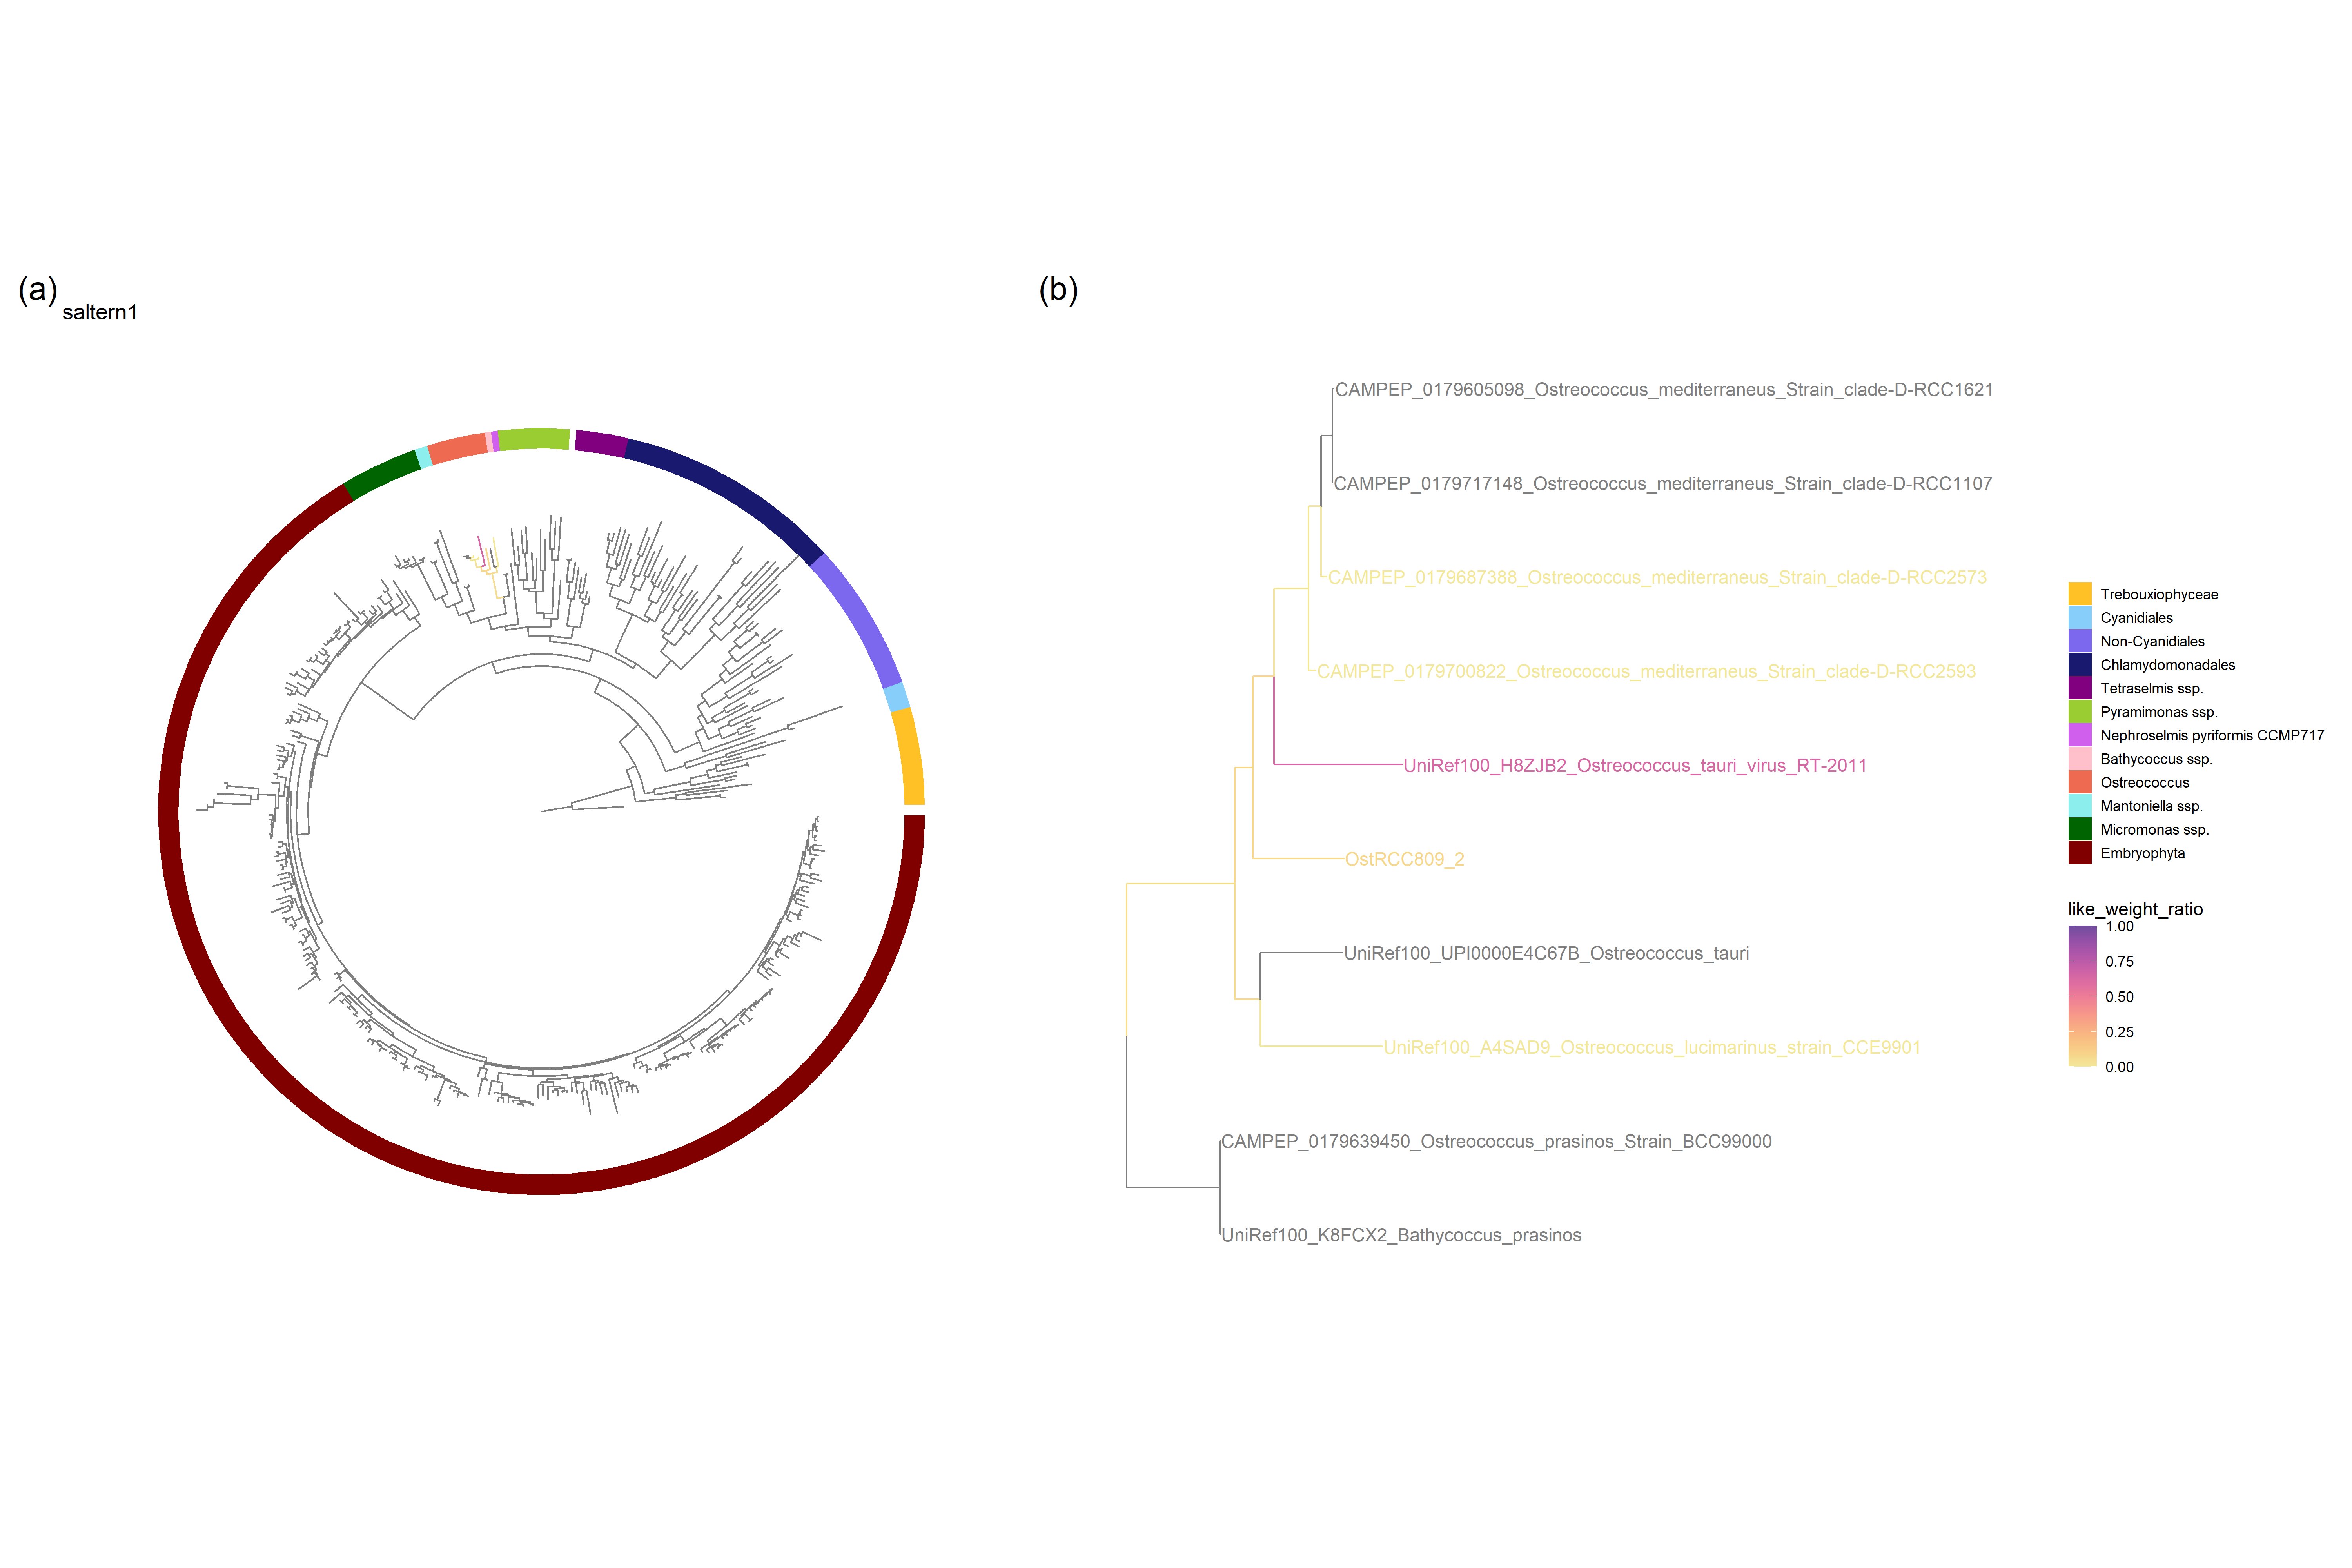 (a)
saltern1
(b)
CAMPEP_0179605098_Ostreococcus_mediterraneus_Strain_clade-D-RCC1621
CAMPEP_0179717148_Ostreococcus_mediterraneus_Strain_clade-D-RCC1107
CAMPEP_0179687388_Ostreococcus_mediterraneus_Strain_clade-D-RCC2573
CAMPEP_0179700822_Ostreococcus_mediterraneus_Strain_clade-D-RCC2593
UniRef100_H8ZJB2_Ostreococcus_tauri_virus_RT-2011
OstRCC809_2
UniRef100_UPI0000E4C67B_Ostreococcus_tauri
UniRef100_A4SAD9_Ostreococcus_lucimarinus_strain_CCE9901
CAMPEP_0179639450_Ostreococcus_prasinos_Strain_BCC99000
UniRef100_K8FCX2_Bathycoccus_prasinos
Trebouxiophyceae
Cyanidiales
Non-Cyanidiales
Chlamydomonadales
Tetraselmis ssp.
Pyramimonas ssp.
Nephroselmis pyriformis CCMP717
Bathycoccus ssp.
Ostreococcus
Mantoniella ssp.
Micromonas ssp.
Embryophyta
like_weight_ratio
1.00
0.75
0.50
0.25
0.00